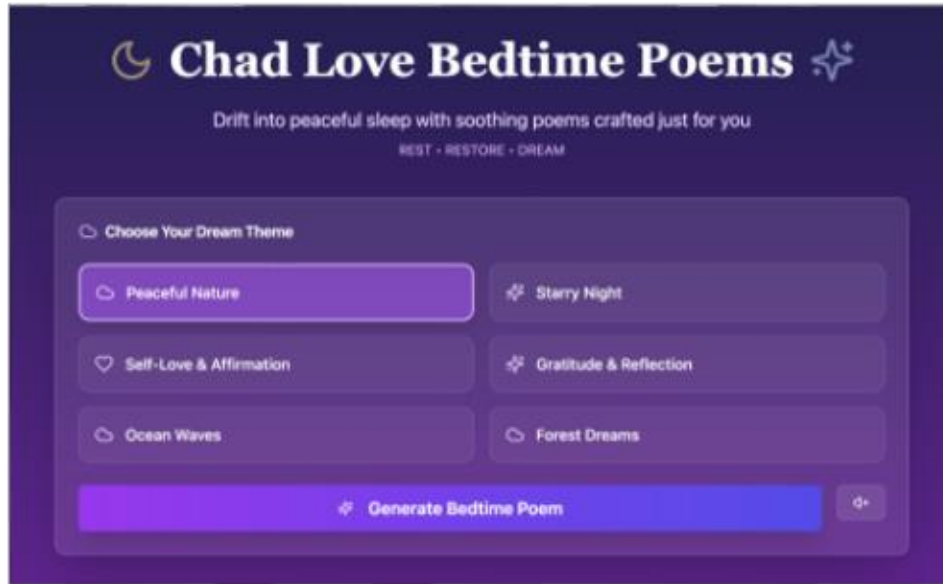 Chad Love Bedtime Poems
Drift into peaceful sleep with soothing poems crafted just for you
REST • RESTORE • DREAM
Choose Your Dream Theme
Peaceful Nature
Starry Night
Self-Love & Affirmation
Gratitude & Reflection
Ocean Waves
Forest Dreams
Generate Bedtime Poem